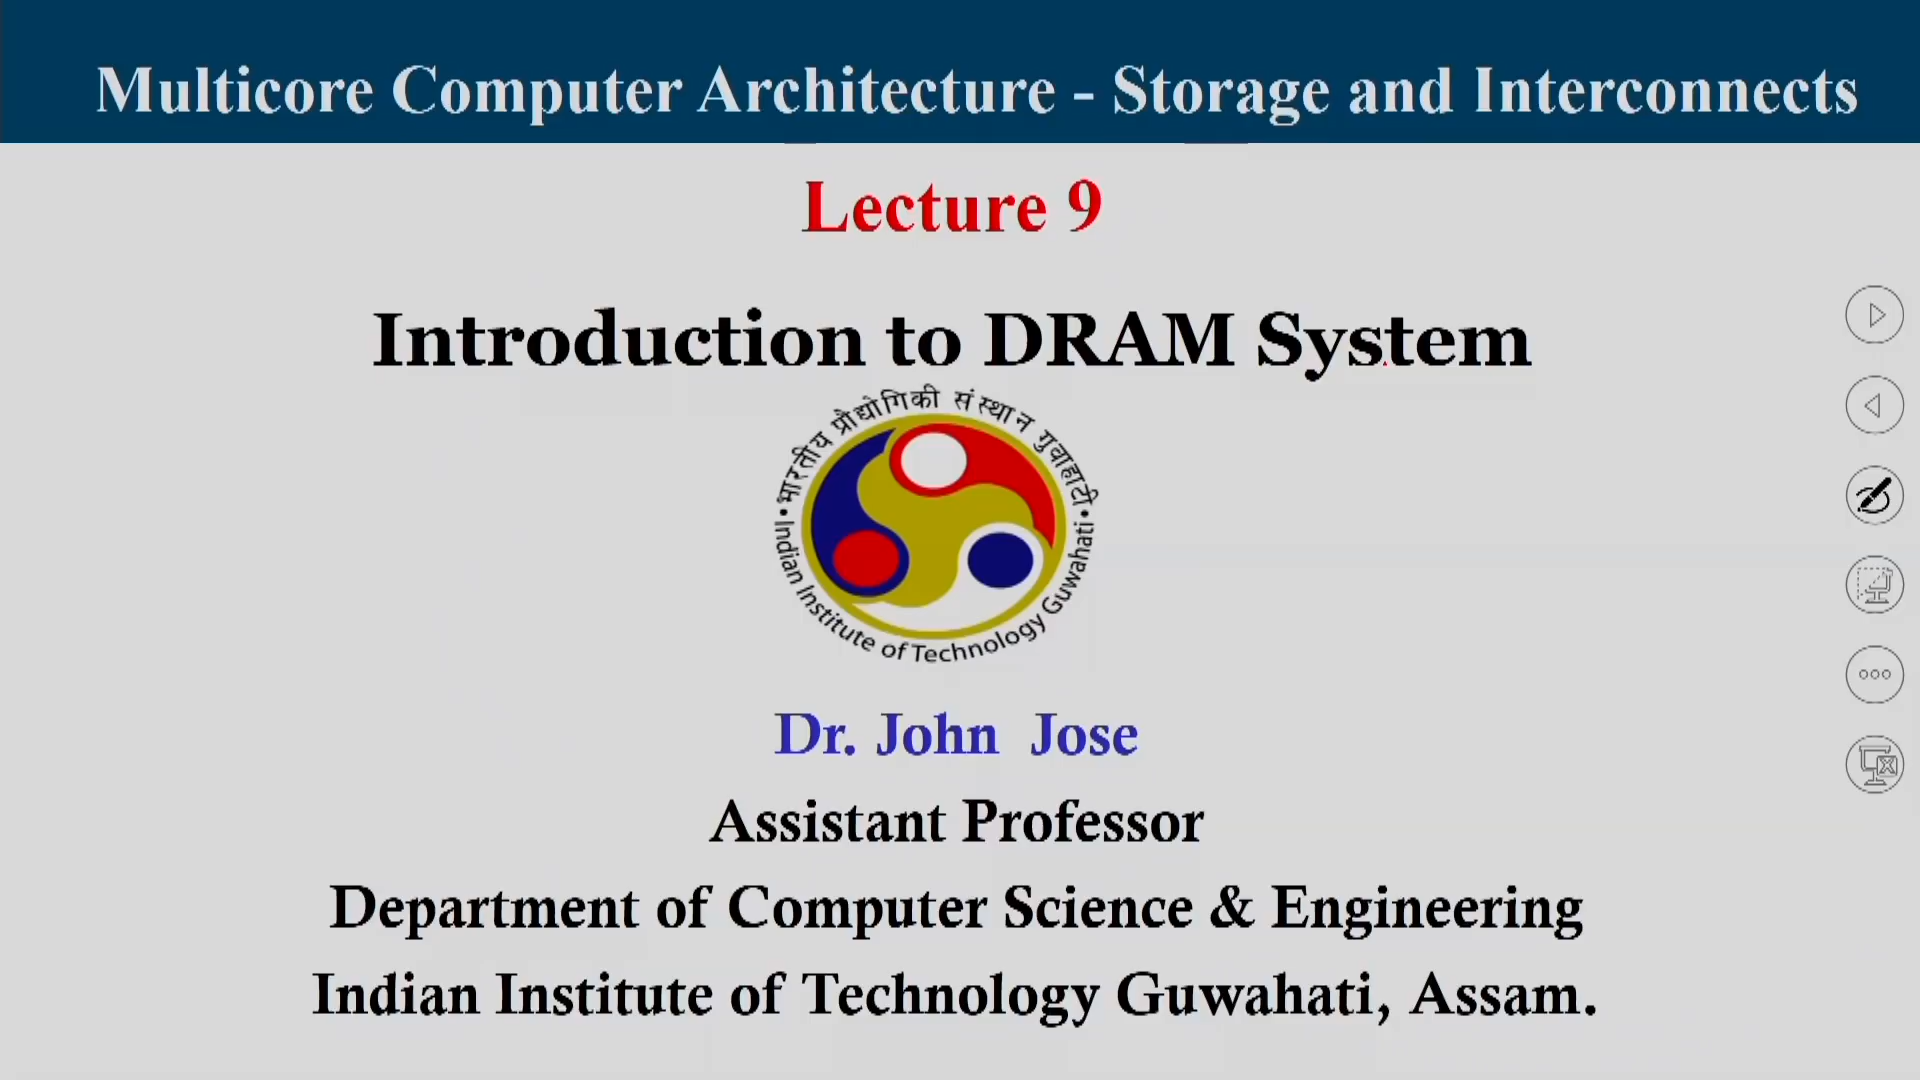 Multicore Computer Architecture - Storage and Interconnects
Lecture 9
Introduction to DRAM System
भारतीय प्रौद्योगिकी संस्थान गुवाहाटी
Indian Institute of Technology Guwahati
Dr. John Jose
Assistant Professor
Department of Computer Science & Engineering
Indian Institute of Technology Guwahati, Assam.